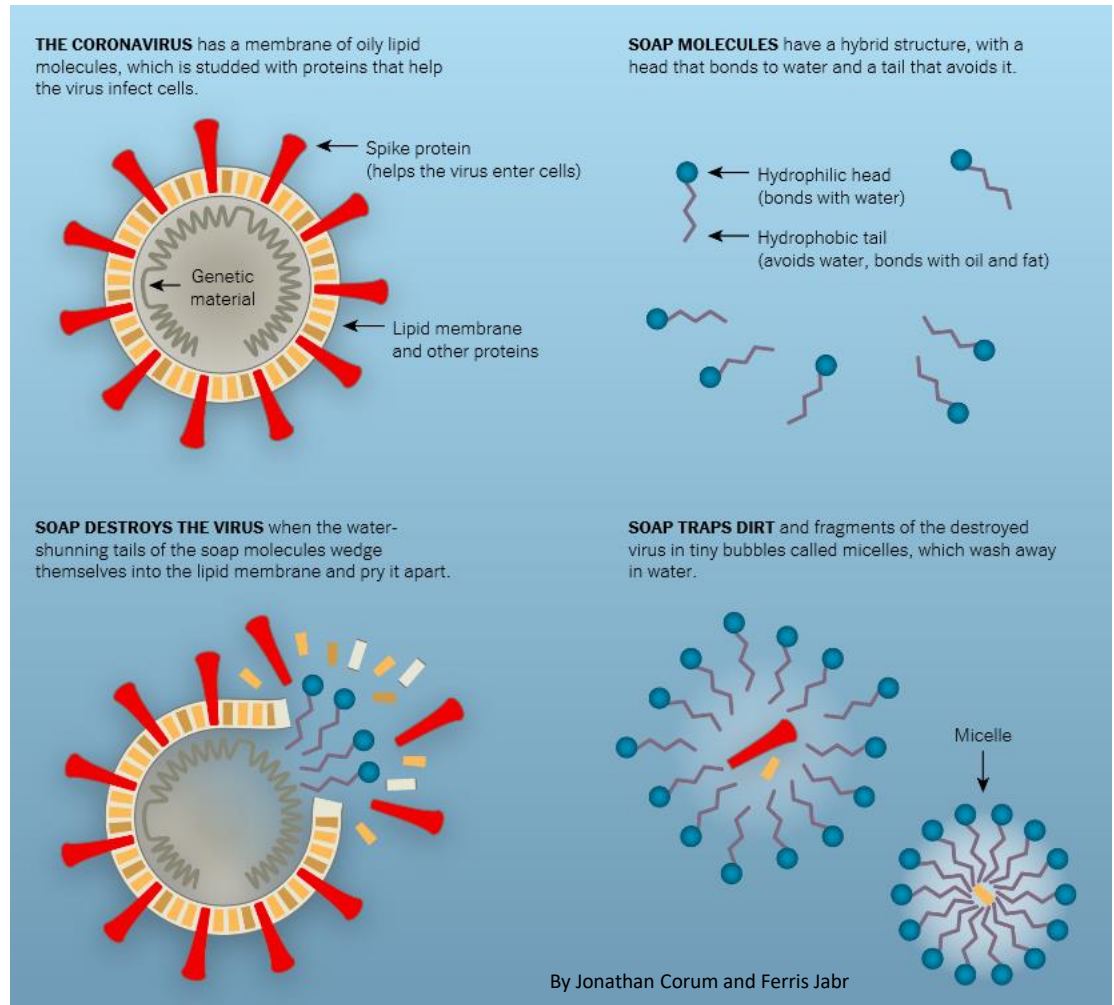 THE CORONAVIRUS has a membrane of oily lipid
molecules, which is studded with proteins that help
the virus infect cells.
Spike protein
(helps the virus enter cells)
Genetic
material
Lipid membrane
and other proteins
SOAP MOLECULES have a hybrid structure, with a
head that bonds to water and a tail that avoids it.
Hydrophilic head
(bonds with water)
Hydrophobic tail
(avoids water, bonds with oil and fat)
SOAP DESTROYS THE VIRUS when the water-
shunning tails of the soap molecules wedge
themselves into the lipid membrane and pry it apart.
SOAP TRAPS DIRT and fragments of the destroyed
virus in tiny bubbles called micelles, which wash away
in water.
Micelle
By Jonathan Corum and Ferris Jabr